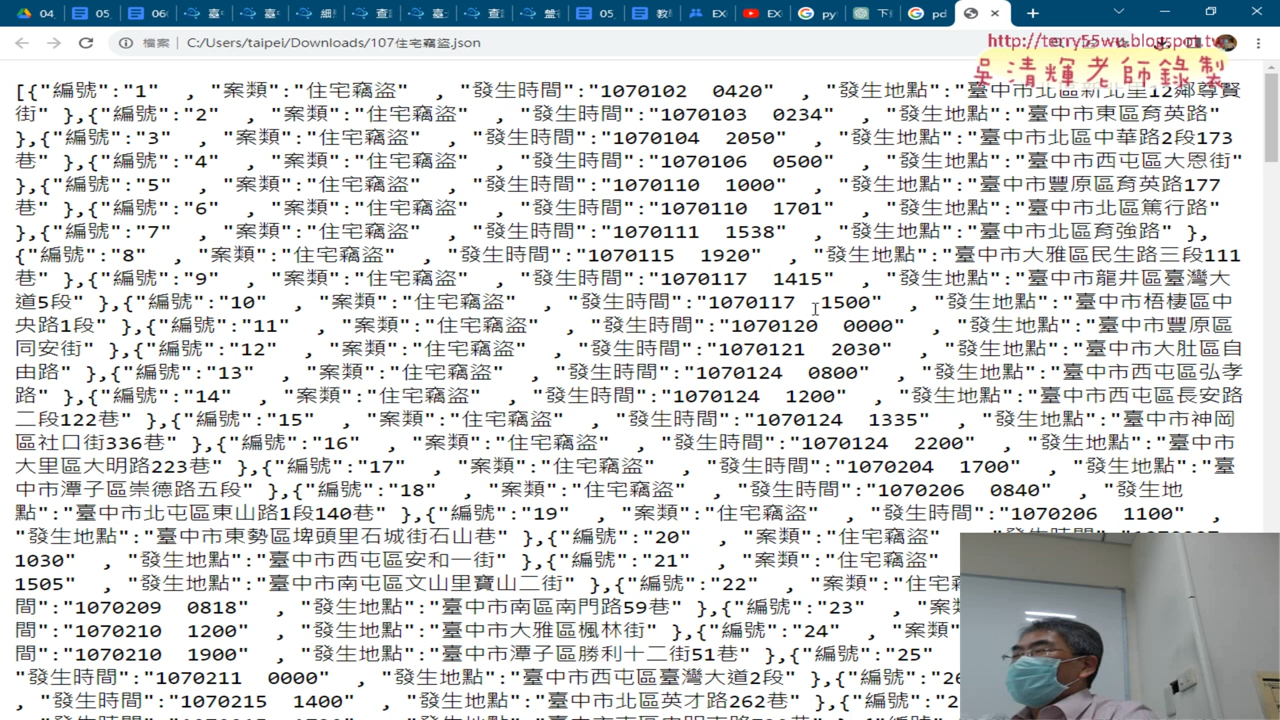 04_
05_
05_
06
臺
臺
細
查
臺
查
盤
05_
教
EX
EX
py
下
pd
檔案 C:/Users/taipei/Downloads/107住宅竊盜.json
http://terry55wu.blogspot.tw
吳清輝老師錄製
[{"編號":"1" , "案類":"住宅竊盜 , "發生時間":"1070102 0420" , "發生地點":"臺中市北區新北里12鄰尊賢
街" },{"編號":"2" , "案類":"住宅竊盜 , "發生時間":"1070103 0234" , "發生地點":"臺中市東區育英路"
},{"編號":"3" , "案類":"住宅竊盜 , "發生時間":"1070104 2050" , "發生地點":"臺中市北區中華路2段173
巷" },{"編號":"4" , "案類":"住宅竊盜 , "發生時間":"1070106 0500" , "發生地點":"臺中市西屯區大恩街"
},{"編號":"5" , "案類":"住宅竊盜 , "發生時間":"1070110 1000" , "發生地點":"臺中市豐原區育英路177
巷" },{"編號":"6" , "案類":"住宅竊盜 , "發生時間":"1070110 1701" , "發生地點":"臺中市北區篤行路"
},{"編號":"7" , "案類":"住宅竊盜 , "發生時間":"1070111 1538" , "發生地點":"臺中市北區育強路" },
{"編號":"8" , "案類":"住宅竊盜 , "發生時間":"1070115 1920" , "發生地點":"臺中市大雅區民生路三段111
巷" },{"編號":"9" , "案類":"住宅竊盜 , "發生時間":"1070117 1415" , "發生地點":"臺中市龍井區臺灣大
道5段" },{"編號":"10" , "案類":"住宅竊盜 , "發生時間":"1070117 1500" , "發生地點":"臺中市梧棲區中
央路1段" },{"編號":"11" , "案類":"住宅竊盜 , "發生時間":"1070120 0000" , "發生地點":"臺中市豐原區
同安街" },{"編號":"12" , "案類":"住宅竊盜 , "發生時間":"1070121 2030" , "發生地點":"臺中市大肚區自
由路" },{"編號":"13" , "案類":"住宅竊盜 , "發生時間":"1070124 0800" , "發生地點":"臺中市西屯區弘孝
路" },{"編號":"14" , "案類":"住宅竊盜 , "發生時間":"1070124 1200" , "發生地點":"臺中市西屯區長安路
二段122巷" },{"編號":"15" , "案類":"住宅竊盜 , "發生時間":"1070124 1335" , "發生地點":"臺中市神岡
區社口街336巷" },{"編號":"16" , "案類":"住宅竊盜 , "發生時間":"1070124 2200" , "發生地點":"臺中市
大里區大明路223巷" },{"編號":"17" , "案類":"住宅竊盜 , "發生時間":"1070204 1700" , "發生地點":"臺
中市潭子區崇德路五段" },{"編號":"18" , "案類":"住宅竊盜 , "發生時間":"1070206 0840" , "發生地
點":"臺中市北屯區東山路1段140巷" },{"編號":"19" , "案類":"住宅竊盜 , "發生時間":"1070206 1100" ,
"發生地點":"臺中市東勢區埤頭里石城街石山巷" },{"編號":"20" , "案類":"住宅竊盜
1030" , "發生地點":"臺中市西屯區安和一街" },{"編號":"21" , "案類":"住宅竊盜
1505" , "發生地點":"臺中市南屯區文山里寶山二街" },{"編號":"22" , "案類":"住宅
間":"1070209 0818" , "發生地點":"臺中市南區南門路59巷" },{"編號":"23" , "案
間":"1070210 1200" , "發生地點":"臺中市大雅區楓林街" },{"編號":"24" , "案類"
間":"1070210 1900" , "發生地點":"臺中市潭子區勝利十二街51巷" },{"編號":"25"
"發生時間":"1070211 0000" , "發生地點":"臺中市西屯區臺灣大道2段" },{"編號":"2
, "發生時間":"1070215 1400" , "發生地點":"臺中市北區英才路262巷" },{"編號":"2